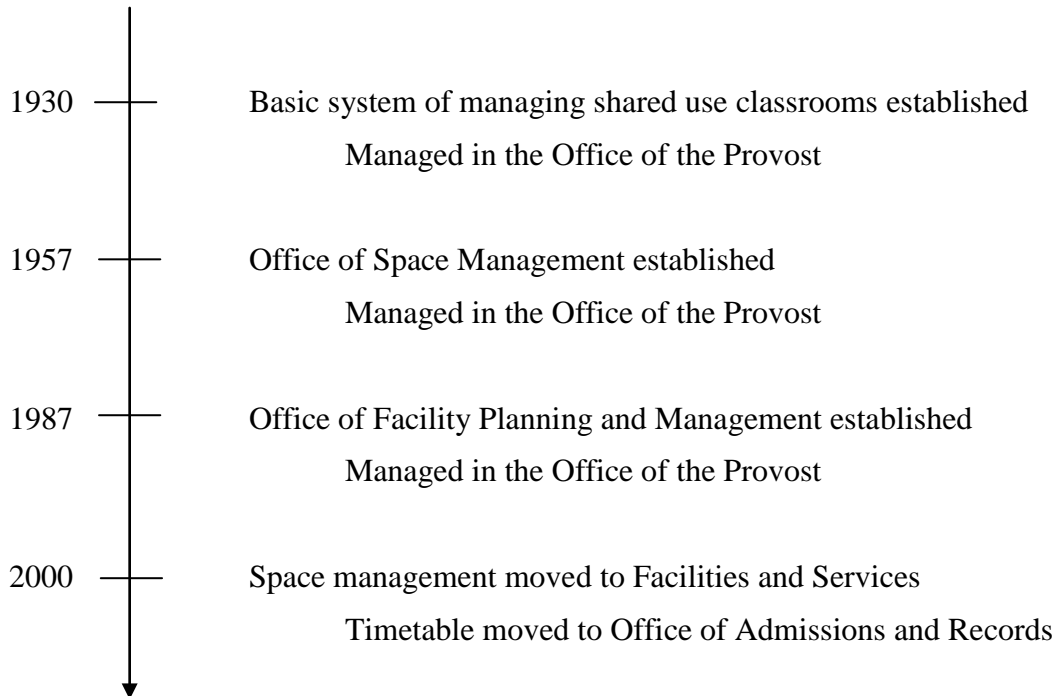 1930 Basic system of managing shared use classrooms established
Managed in the Office of the Provost
1957 Office of Space Management established
Managed in the Office of the Provost
1987 Office of Facility Planning and Management established
Managed in the Office of the Provost
2000 Space management moved to Facilities and Services
Timetable moved to Office of Admissions and Records